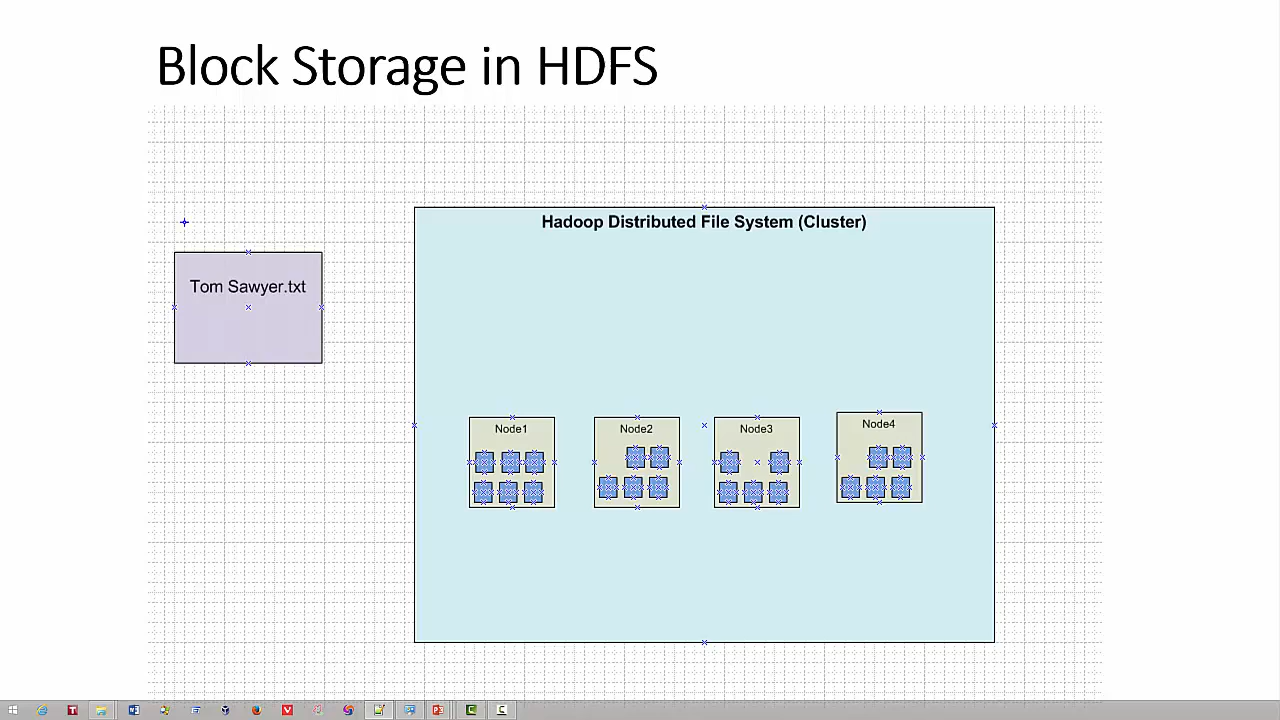 Block Storage in HDFS
Hadoop Distributed File System (Cluster)
Tom Sawyer.txt
Node1
Node2
Node3
Node4